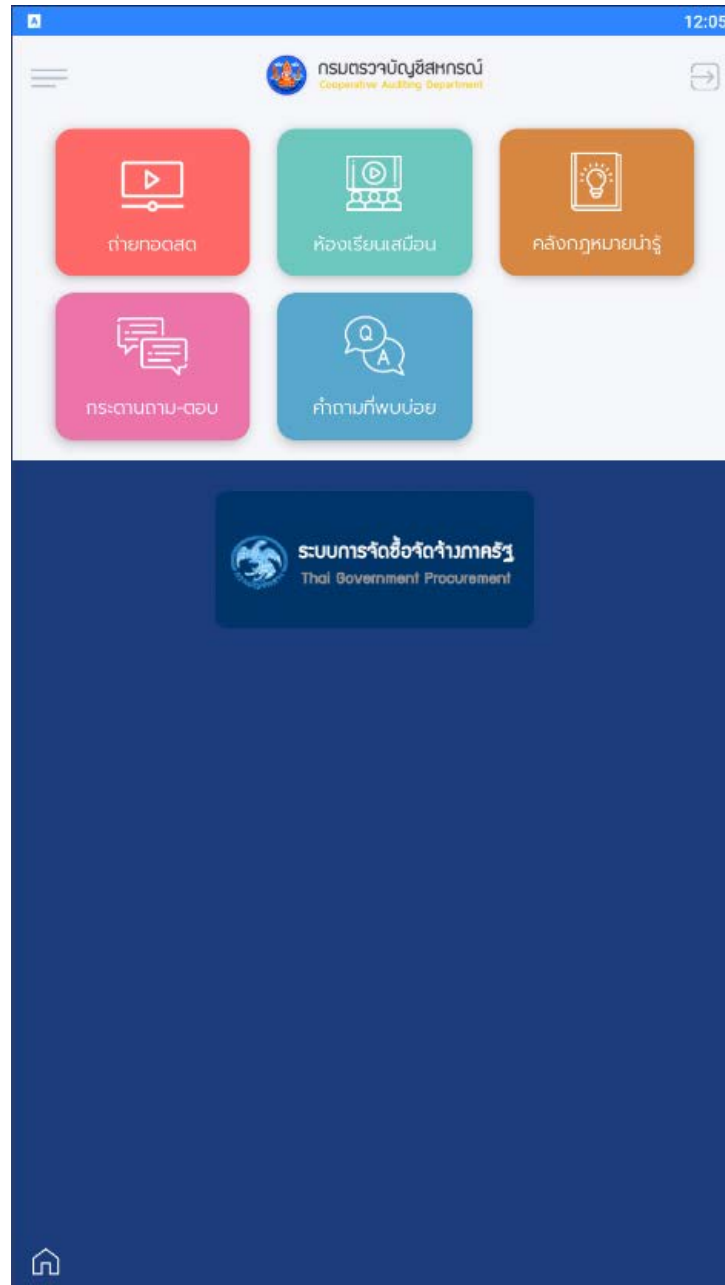 12:05
กรมตรวจบัญชีสหกรณ์
Cooperative Auditing Department
ถ่ายทอดสด
ห้องเรียนเสมือน
คลังกฎหมายน่ารู้
กระดานถาม-ตอบ
Q
A
คำถามที่พบบ่อย
ระบบการจัดซื้อจัดจ้างภาครัฐ
Thai Government Procurement